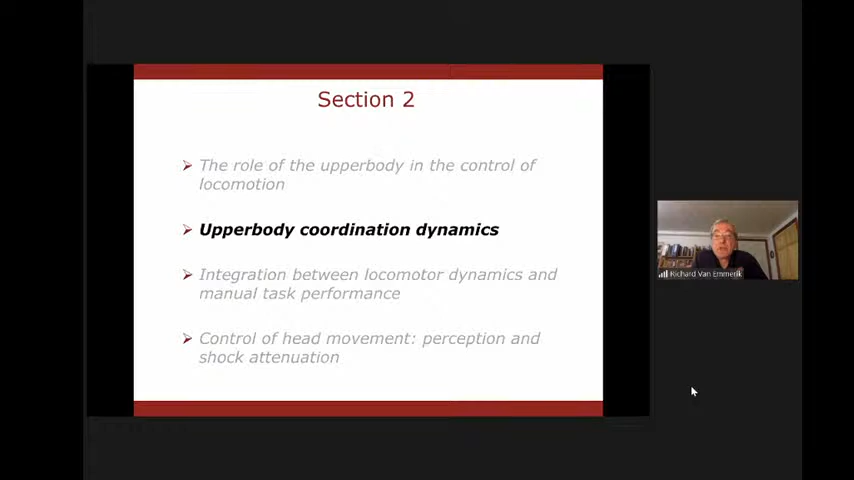 Section 2
The role of the upperbody in the control of
locomotion
Upperbody coordination dynamics
Integration between locomotor dynamics and
manual task performance
Control of head movement: perception and
shock attenuation
Richard Van Emmerik